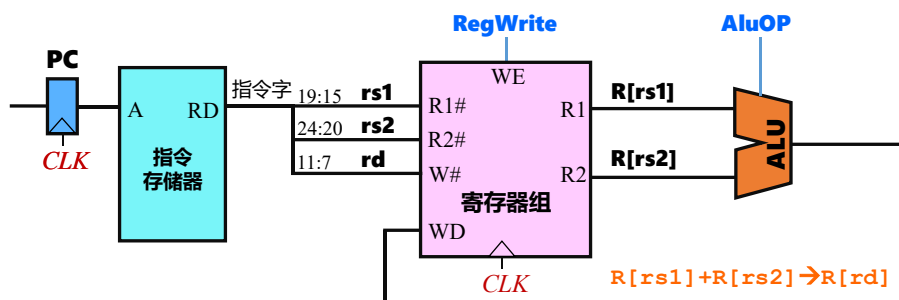 RegWrite
AluOP
PC
WE
指令字
19:15
rs1
A
RD
R1#
R1
R[rs1]
24:20
rs2
R2#
ALU
CLK
指令
存储器
11:7
rd
W#
R2
R[rs2]
寄存器组
WD
CLK
R[rs1]+R[rs2]→R[rd]